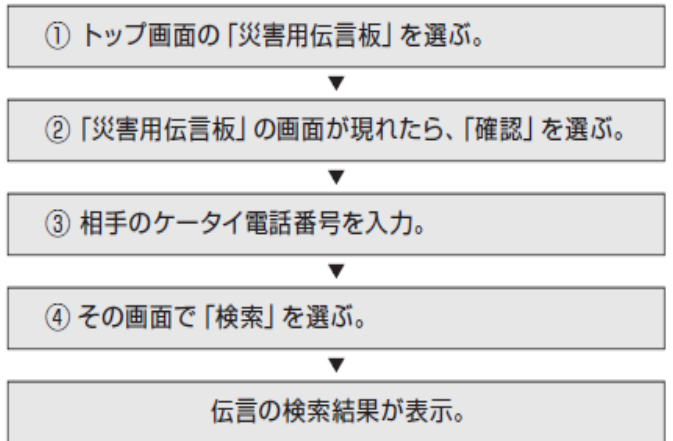 ① トップ画面の「災害用伝言板」を選ぶ。
▼
②「災害用伝言板」の画面が現れたら、「確認」を選ぶ。
▼
③ 相手のケータイ電話番号を入力。
▼
④ その画面で「検索」を選ぶ。
▼
伝言の検索結果が表示。